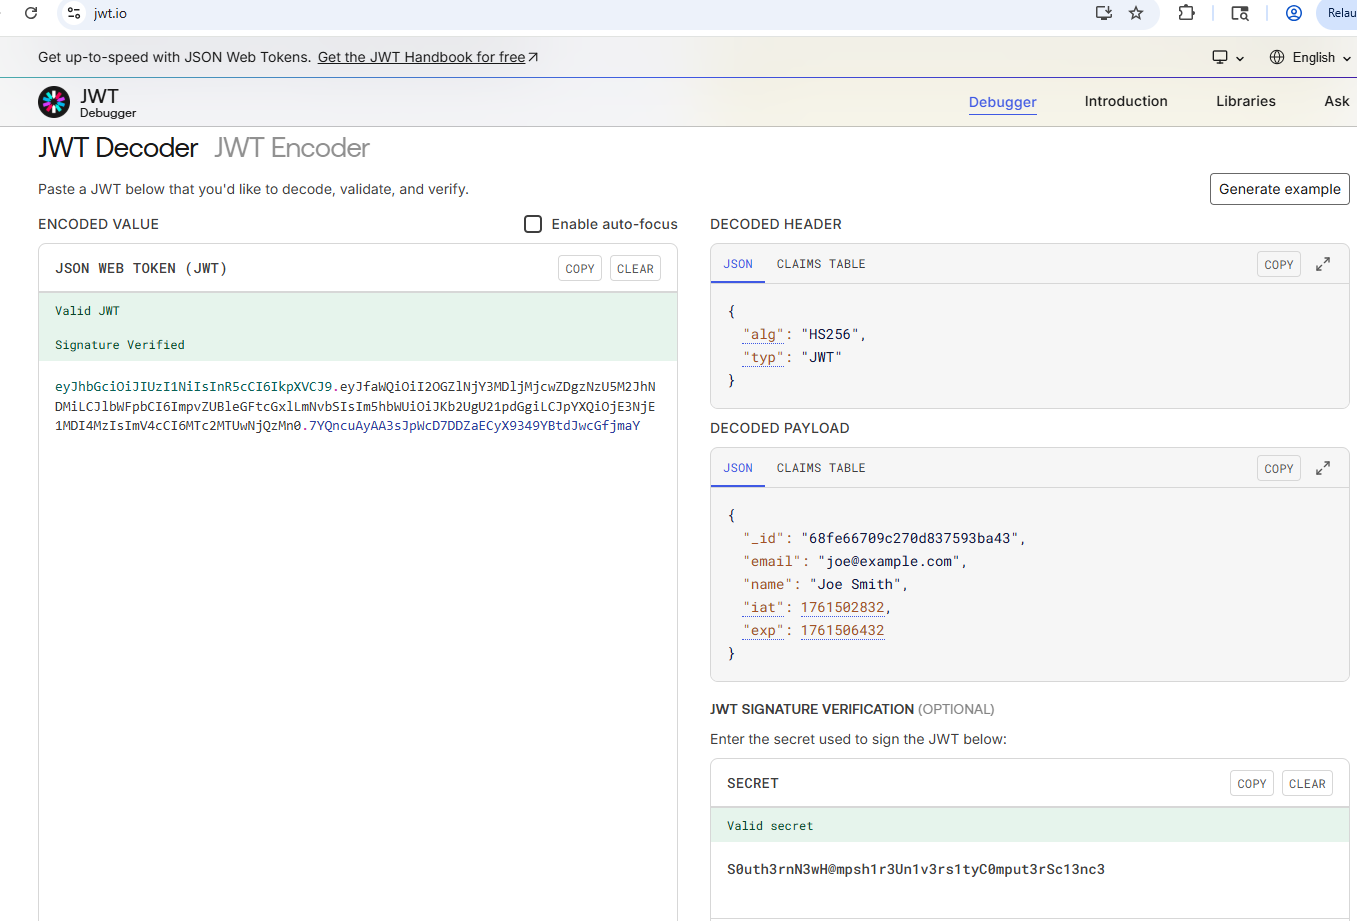 jwt.io
Relau
Get up-to-speed with JSON Web Tokens. Get the JWT Handbook for free
English
JWT
Debugger
Debugger
Introduction
Libraries
Ask
JWT Decoder JWT Encoder
Paste a JWT below that you'd like to decode, validate, and verify.
Generate example
ENCODED VALUE
Enable auto-focus
JSON WEB TOKEN (JWT)
COPY
CLEAR
Valid JWT
Signature Verified
eyJhbGciOiJIUzI1NiIsInR5cCI6IkpXVCJ9.eyJfaWQiOiI2OGZlNjY3MDljMjcwZDgzNzU5M2JhN
DMiLCJlbWFpbCI6ImpvZUBleGFtcGxlLmNvbSIsIm5hbWUiOiJKb2UgU21pdGgiLCJpYXQiOjE3NjE
1MDI4MzIsImV4cCI6MTc2MTUwNjQzMn0.7YQncuAyAA3sJpWcD7DDZaECyX9349YBtdJwcGfjmaY
DECODED HEADER
JSON
CLAIMS TABLE
COPY
{
"alg": "HS256",
"typ": "JWT"
}
DECODED PAYLOAD
JSON
CLAIMS TABLE
COPY
{
"_id": "68fe66709c270d837593ba43",
"email": "joe@example.com",
"name": "Joe Smith",
"iat": 1761502832,
"exp": 1761506432
}
JWT SIGNATURE VERIFICATION (OPTIONAL)
Enter the secret used to sign the JWT below:
SECRET
COPY
CLEAR
Valid secret
S0uth3rnN3wH@mpsh1r3Un1v3rs1tyC0mput3rSc13nc3